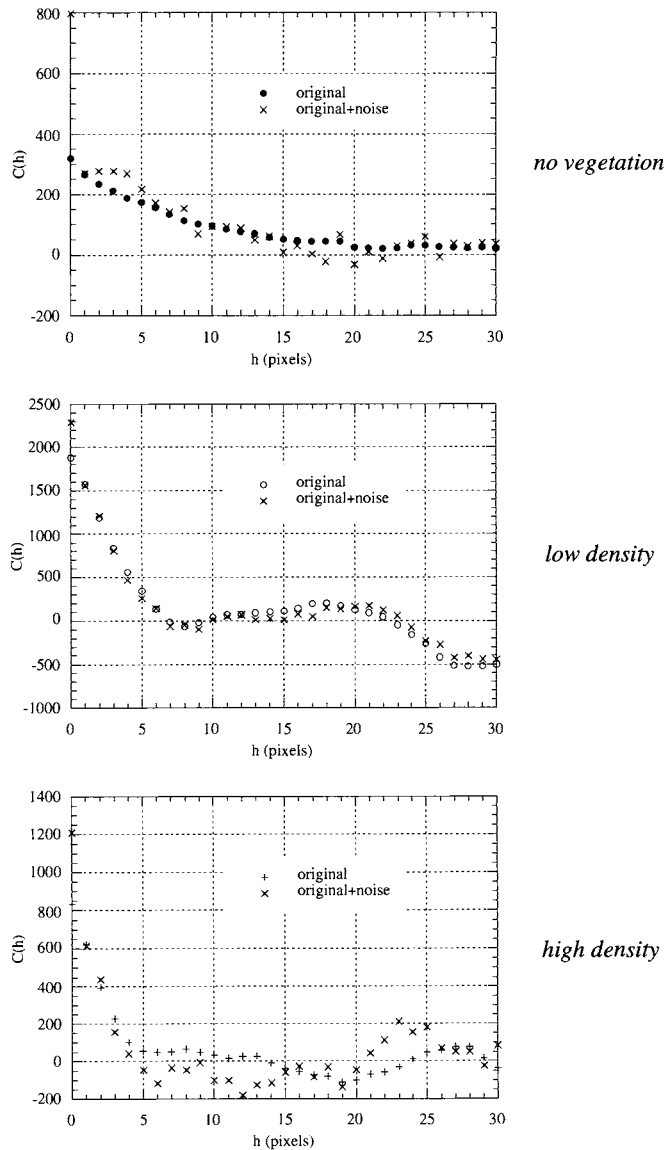 800
600
400
200
0
-200
C(h)
original
original+noise
0 5 10 15 20 25 30
h (pixels)
no vegetation
2500
2000
1500
1000
500
0
-500
-1000
C(h)
original
original+noise
0 5 10 15 20 25 30
h (pixels)
low density
1400
1200
1000
800
600
400
200
0
-200
C(h)
original
original+noise
0 5 10 15 20 25 30
h (pixels)
high density